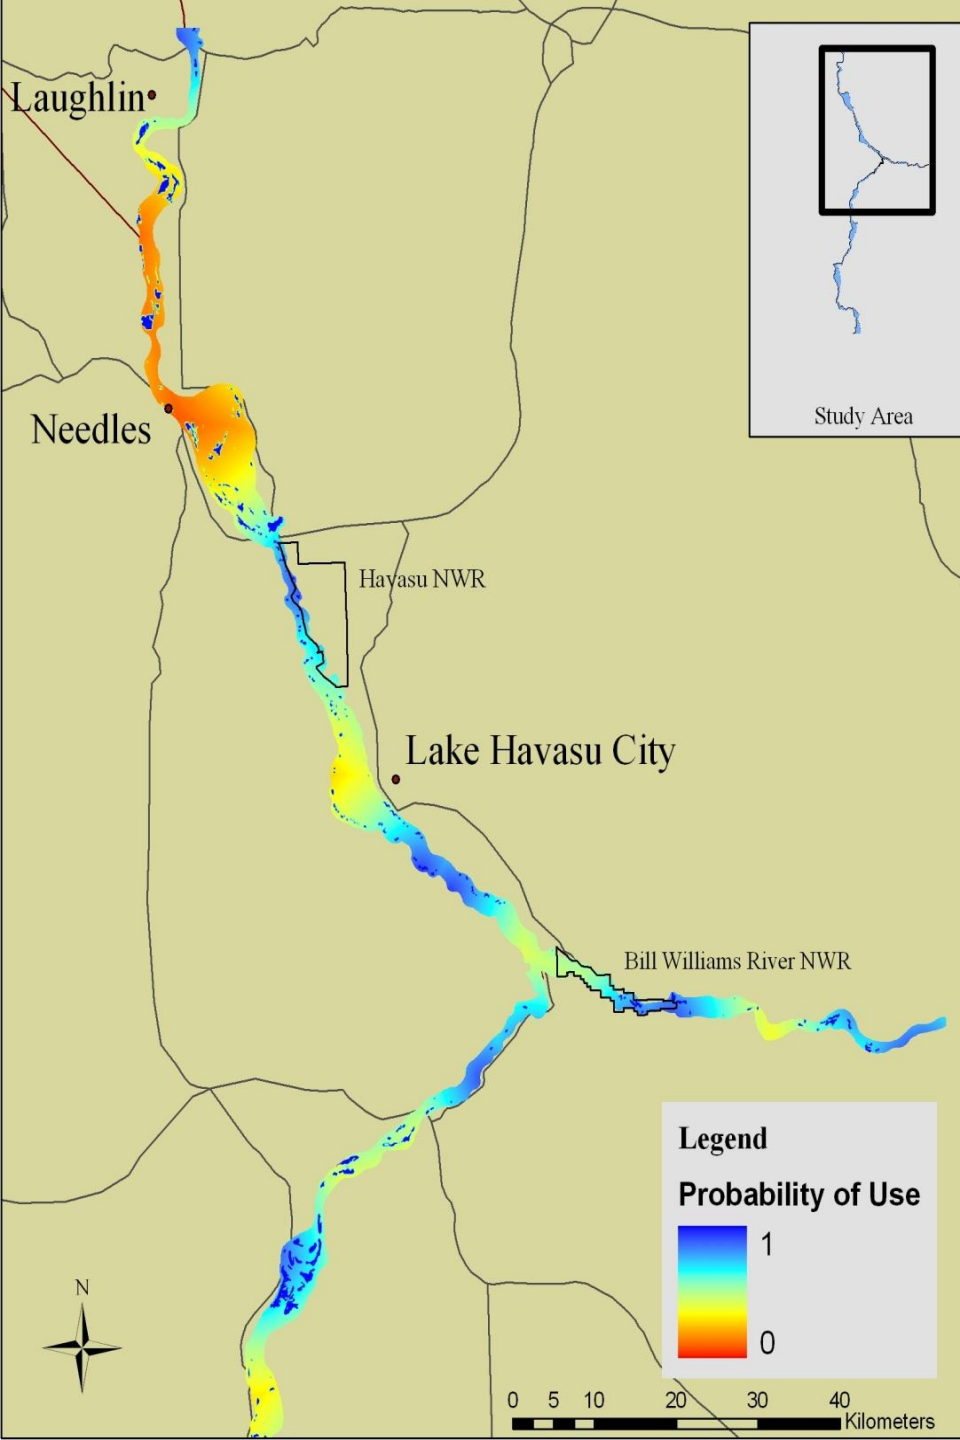 Laughlin
Study Area
Needles
Havasu NWR
Lake Havasu City
Bill Williams River NWR
Legend
Probability of Use
1
0
N
0 5 10 20 30 40
Kilometers